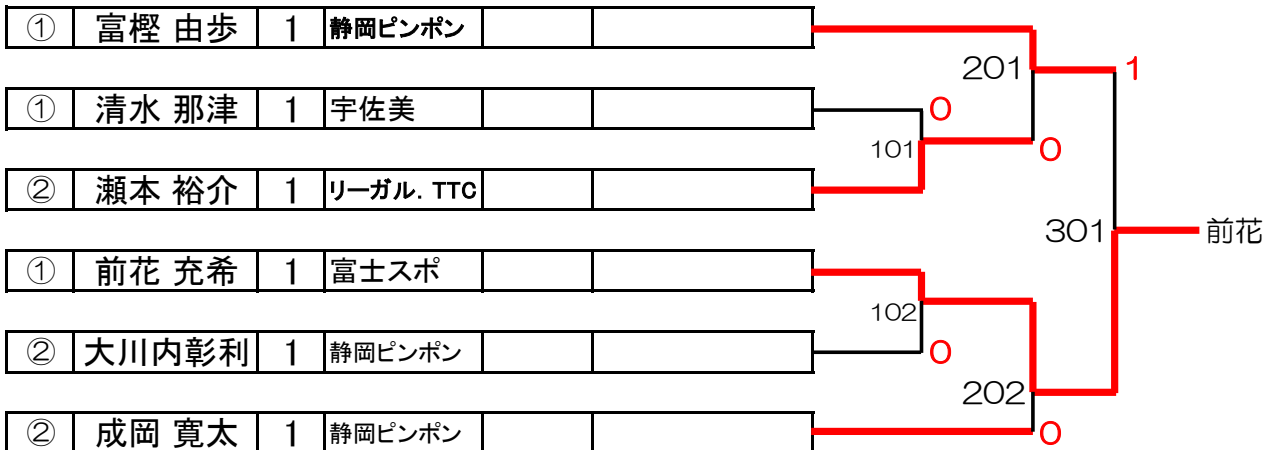 ① 富樫 由歩 1 静岡ピンポン
201 1
① 清水 那津 1 宇佐美 0
101 0
② 瀬本 裕介 1 リーガル．TTC
301 前花
① 前花 充希 1 富士スポ
102
② 大川内彰利 1 静岡ピンポン 0
202
② 成岡 寛太 1 静岡ピンポン 0